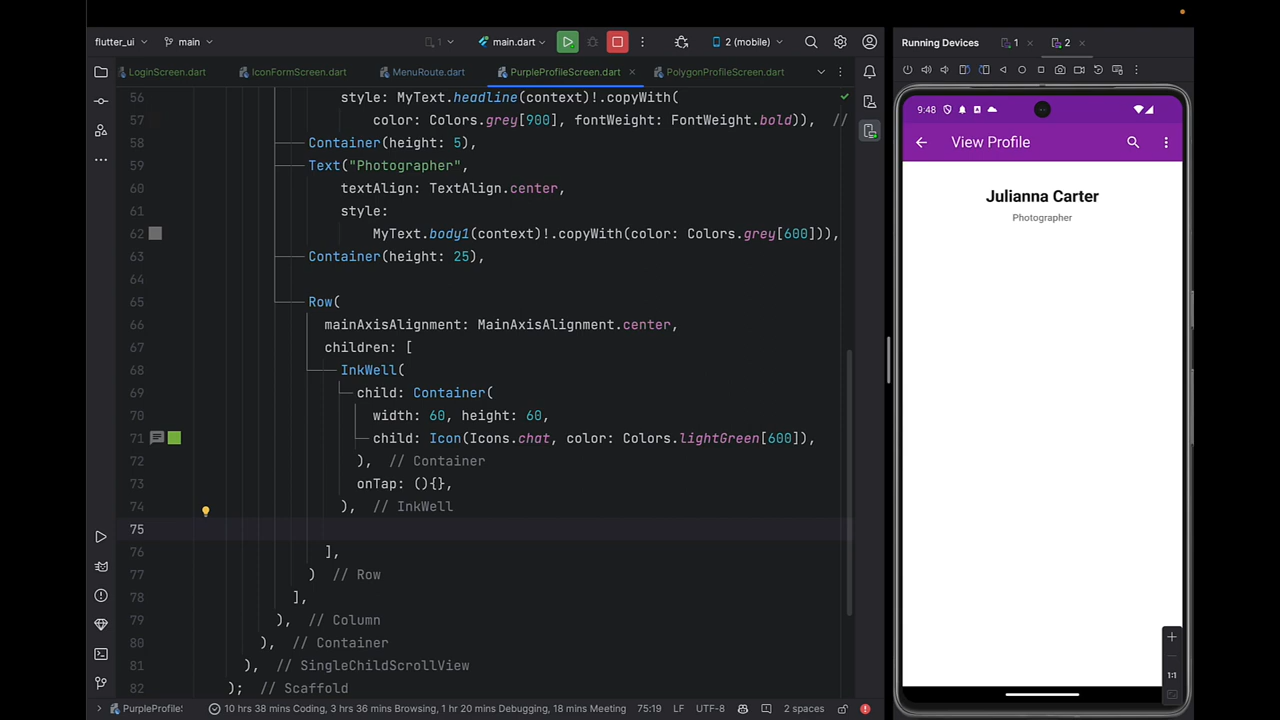 flutter_ui
main
1
main.dart
2 (mobile)
Running Devices
1
2
LoginScreen.dart
IconFormScreen.dart
MenuRoute.dart
PurpleProfileScreen.dart
PolygonProfileScreen.dart
56 style: MyText.headline(context)!.copyWith(
57 color: Colors.grey[900], fontWeight: FontWeight.bold)), //
58 Container(height: 5),
59 Text("Photographer",
60 textAlign: TextAlign.center,
61 style:
62 MyText.body1(context)!.copyWith(color: Colors.grey[600])),
63 Container(height: 25),
64
65 Row(
66 mainAxisAlignment: MainAxisAlignment.center,
67 children: [
68 InkWell(
69 child: Container(
70 width: 60, height: 60,
71 child: Icon(Icons.chat, color: Colors.lightGreen[600]),
72 ), // Container
73 onTap: (){},
74 ), // InkWell
75
76 ],
77 ) // Row
78 ],
79 ), // Column
80 ), // Container
81 ), // SingleChildScrollView
82 ); // Scaffold
PurpleProfile!
10 hrs 38 mins Coding, 3 hrs 36 mins Browsing, 1 hr 20 mins Debugging, 18 mins Meeting
75:19
LF
UTF-8
2 spaces
9:48
View Profile
Julianna Carter
Photographer
1:1